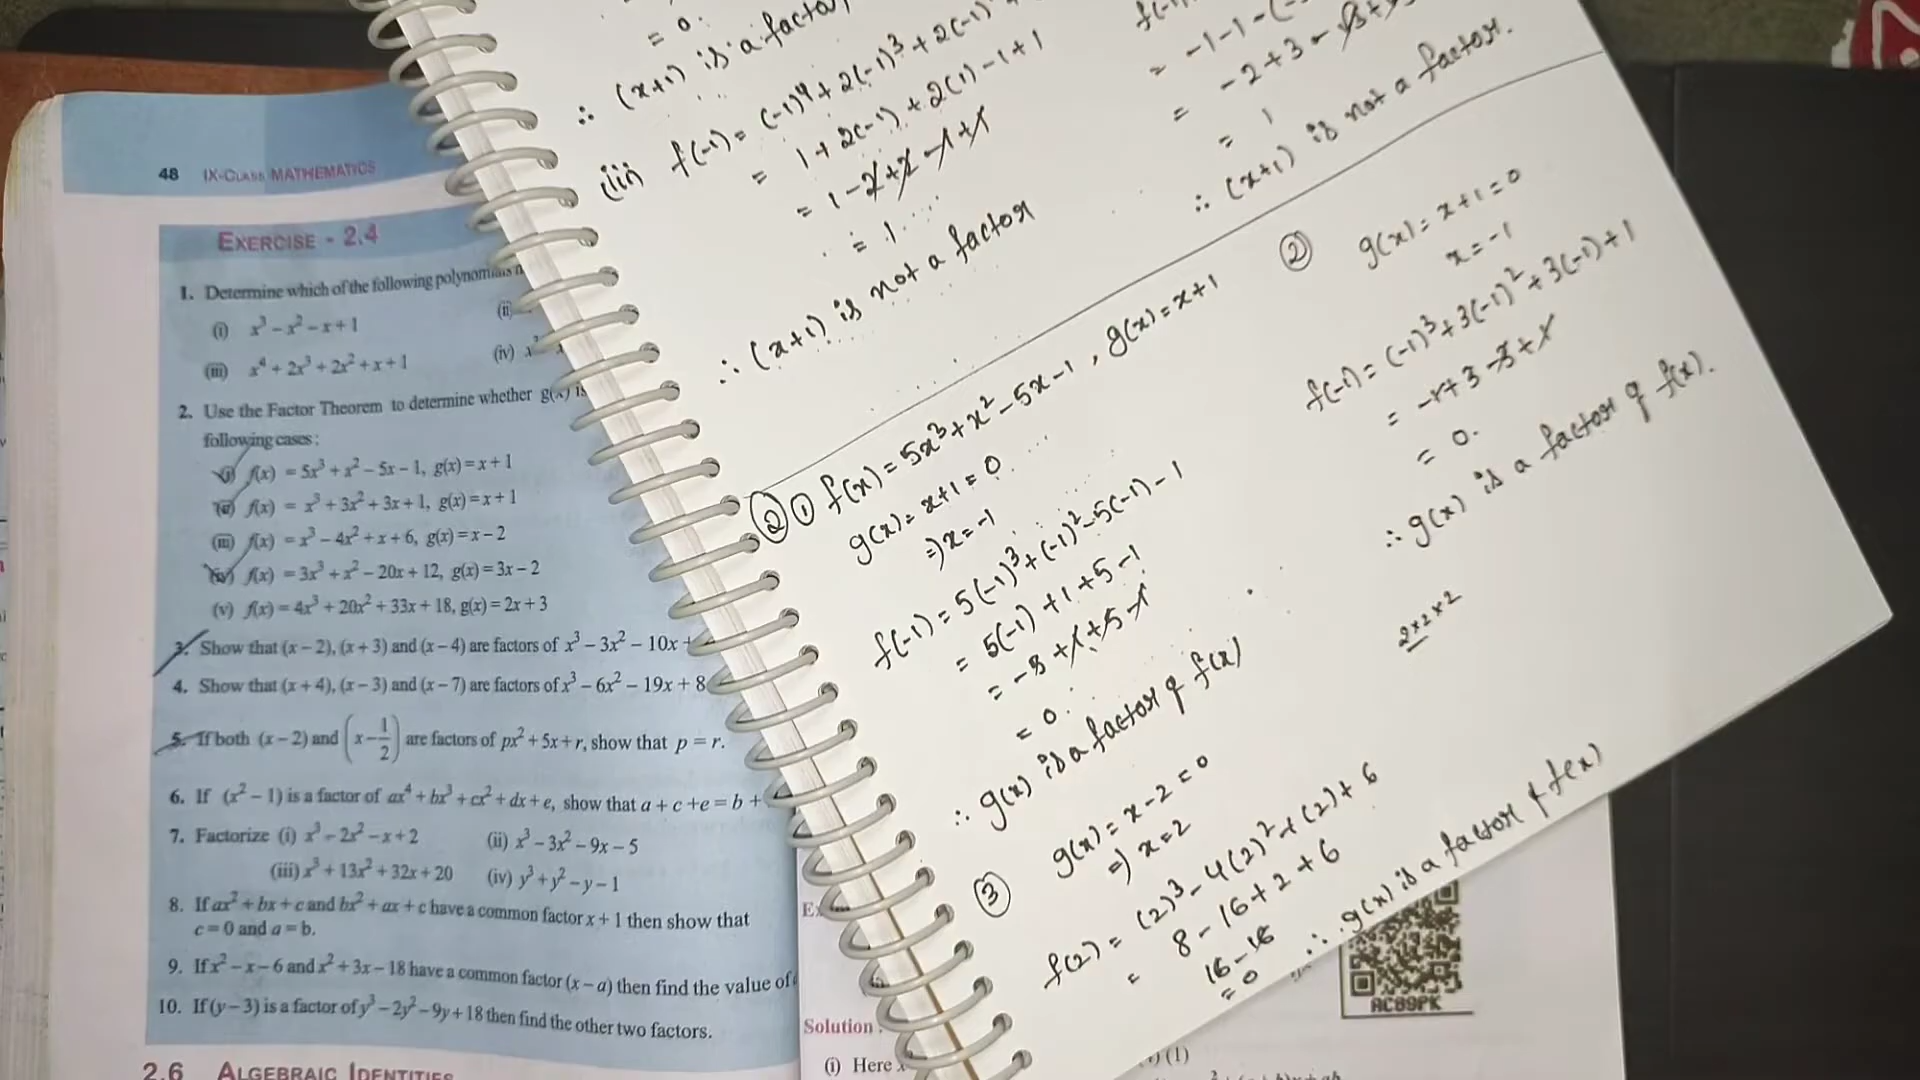 48 IX-CLASS MATHEMATICS
EXERCISE - 2.4
1. Determine which of the following polynomials
(i) x³ – x² – x + 1
(ii)
(iii) x⁴ + 2x³ + 2x² + x + 1
(iv)
2. Use the Factor Theorem to determine whether g(x) is
following cases :
(i) f(x) = 5x³ + x² – 5x – 1, g(x) = x + 1
(ii) f(x) = x³ + 3x² + 3x + 1, g(x) = x + 1
(iii) f(x) = x³ – 4x² + x + 6, g(x) = x – 2
(iv) f(x) = 3x³ + x² – 20x + 12, g(x) = 3x – 2
(v) f(x) = 4x³ + 20x² + 33x + 18, g(x) = 2x + 3
3. Show that (x – 2), (x + 3) and (x – 4) are factors of x³ – 3x² – 10x +
4. Show that (x + 4), (x – 3) and (x – 7) are factors of x³ – 6x² – 19x + 8
5. If both (x – 2) and (x – 1/2) are factors of px² + 5x + r, show that p = r.
6. If (x² – 1) is a factor of ax⁴ + bx³ + cx² + dx + e, show that a + c + e = b +
7. Factorize (i) x³ – 2x² – x + 2 (ii) x³ – 3x² – 9x – 5
(iii) x³ + 13x² + 32x + 20 (iv) y³ + y² – y – 1
8. If ax² + bx + c and bx² + ax + c have a common factor x + 1 then show that
c = 0 and a = b.
9. If x² – x – 6 and x² + 3x – 18 have a common factor (x – a) then find the value of
10. If (y – 3) is a factor of y³ – 2y² – 9y + 18 then find the other two factors.
2.6 ALGEBRAIC IDENTITIES
= 0.
∴ (x+1) is a factor
(iii) f(-1) = (-1)⁴ + 2(-1)³ + 2(-1)
= 1 + 2(-1) + 2(1) - 1 + 1
= 1 - 2 + 2 - 1 + 1
= 1
∴ (x+1) is not a factor
= -1 - 1 - (-
= -2 + 3
= 1
∴ (x+1) is not a factor.
② ① f(x) = 5x³ + x² - 5x - 1, g(x) = x+1
g(x) = x+1 = 0
=) x = -1
f(-1) = 5(-1)³ + (-1)² - 5(-1) - 1
= 5(-1) + 1 + 5 - 1
= -5 + 1 + 5 - 1
= 0.
∴ g(x) is a factor of f(x)
② g(x) = x+1 = 0
x = -1
f(-1) = (-1)³ + 3(-1)² + 3(-1) + 1
= -1 + 3 - 3 + 1
= 0.
∴ g(x) is a factor of f(x).
2×2×2
③ g(x) = x - 2 = 0
=) x = 2
f(2) = (2)³ - 4(2)² + (2) + 6
= 8 - 16 + 2 + 6
16 - 16
= 0 ∴ g(x) is a factor of f(x)
AC89PK
Solution :
(i) Here
(1)